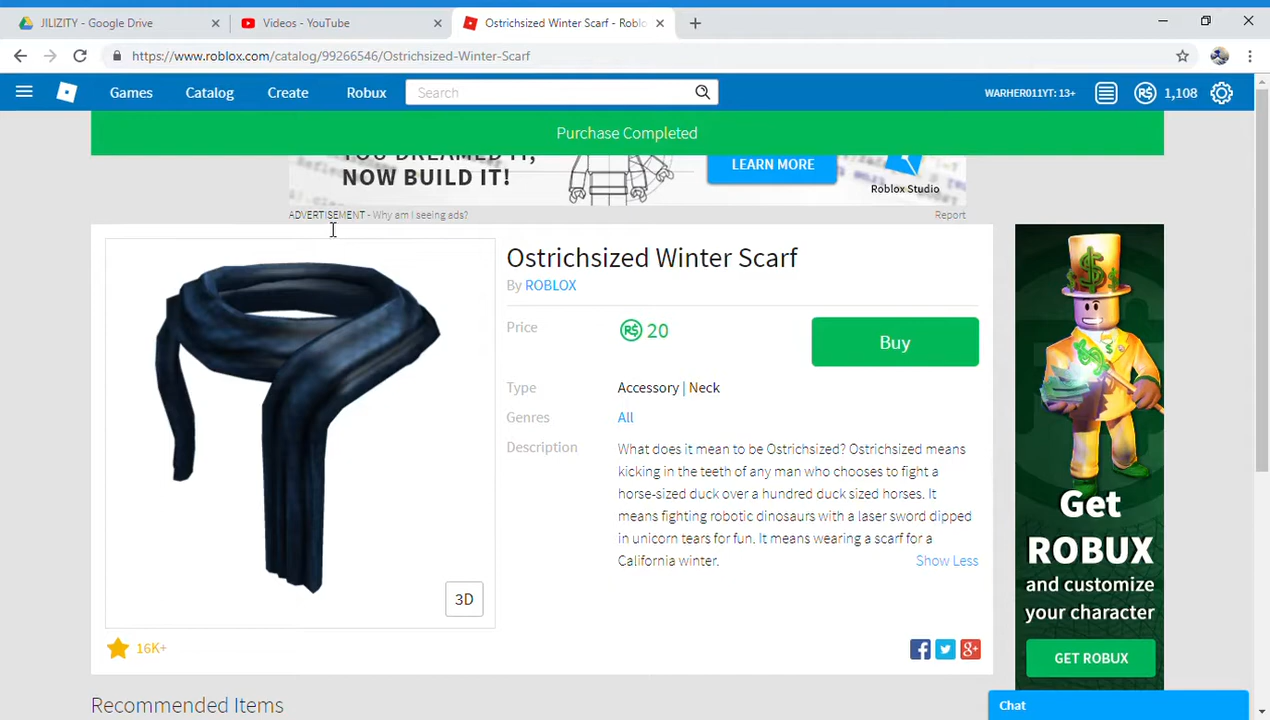 JILIZITY - Google Drive
Videos - YouTube
Ostrichsized Winter Scarf - Roblo
https://www.roblox.com/catalog/99266546/Ostrichsized-Winter-Scarf
Games
Catalog
Create
Robux
Search
WARHER011YT: 13+
R$ 1,108
Purchase Completed
YOU DREAMED IT,
NOW BUILD IT!
LEARN MORE
Roblox Studio
ADVERTISEMENT - Why am I seeing ads?
Report
Ostrichsized Winter Scarf
By ROBLOX
Price
R$ 20
Buy
Type
Accessory | Neck
Genres
All
Description
What does it mean to be Ostrichsized? Ostrichsized means
kicking in the teeth of any man who chooses to fight a
horse-sized duck over a hundred duck sized horses. It
means fighting robotic dinosaurs with a laser sword dipped
in unicorn tears for fun. It means wearing a scarf for a
California winter.
Show Less
3D
16K+
Recommended Items
Get
ROBUX
and customize
your character
GET ROBUX
Chat